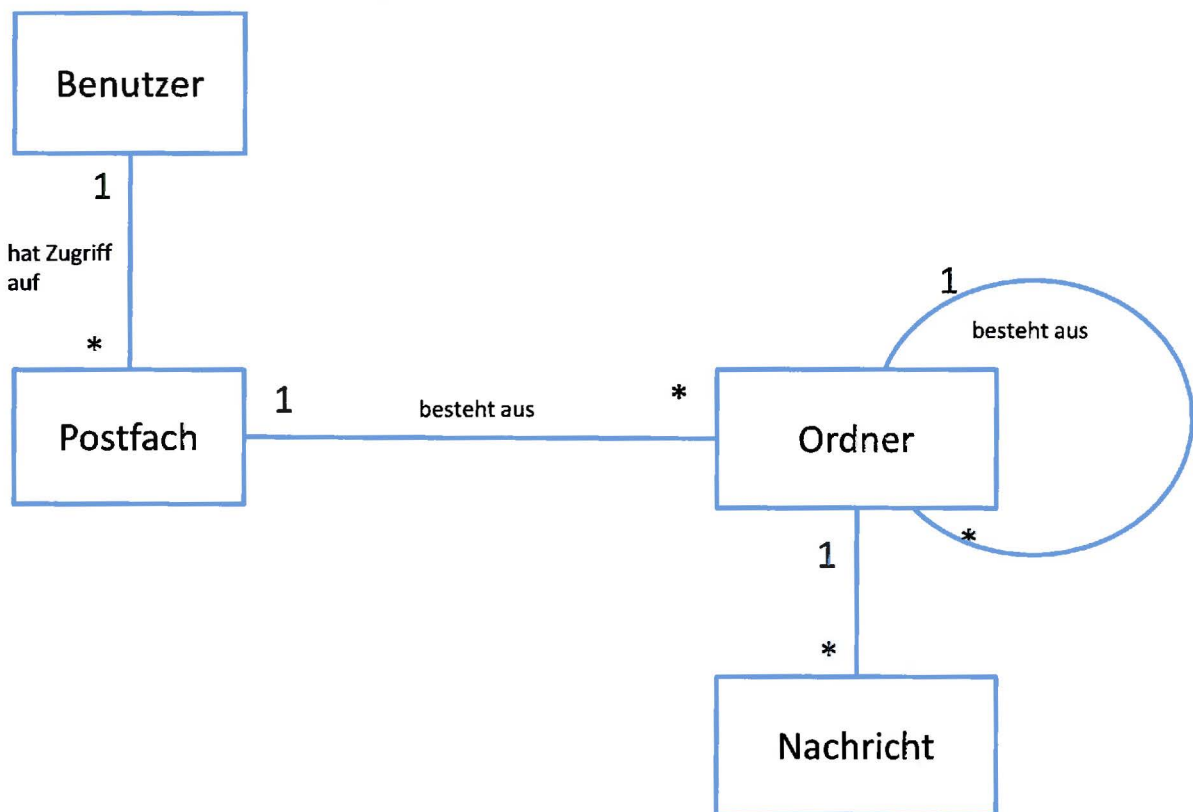 Benutzer
1
hat Zugriff
auf
*
Postfach
1
besteht aus
*
Ordner
1
besteht aus
*
1
*
Nachricht